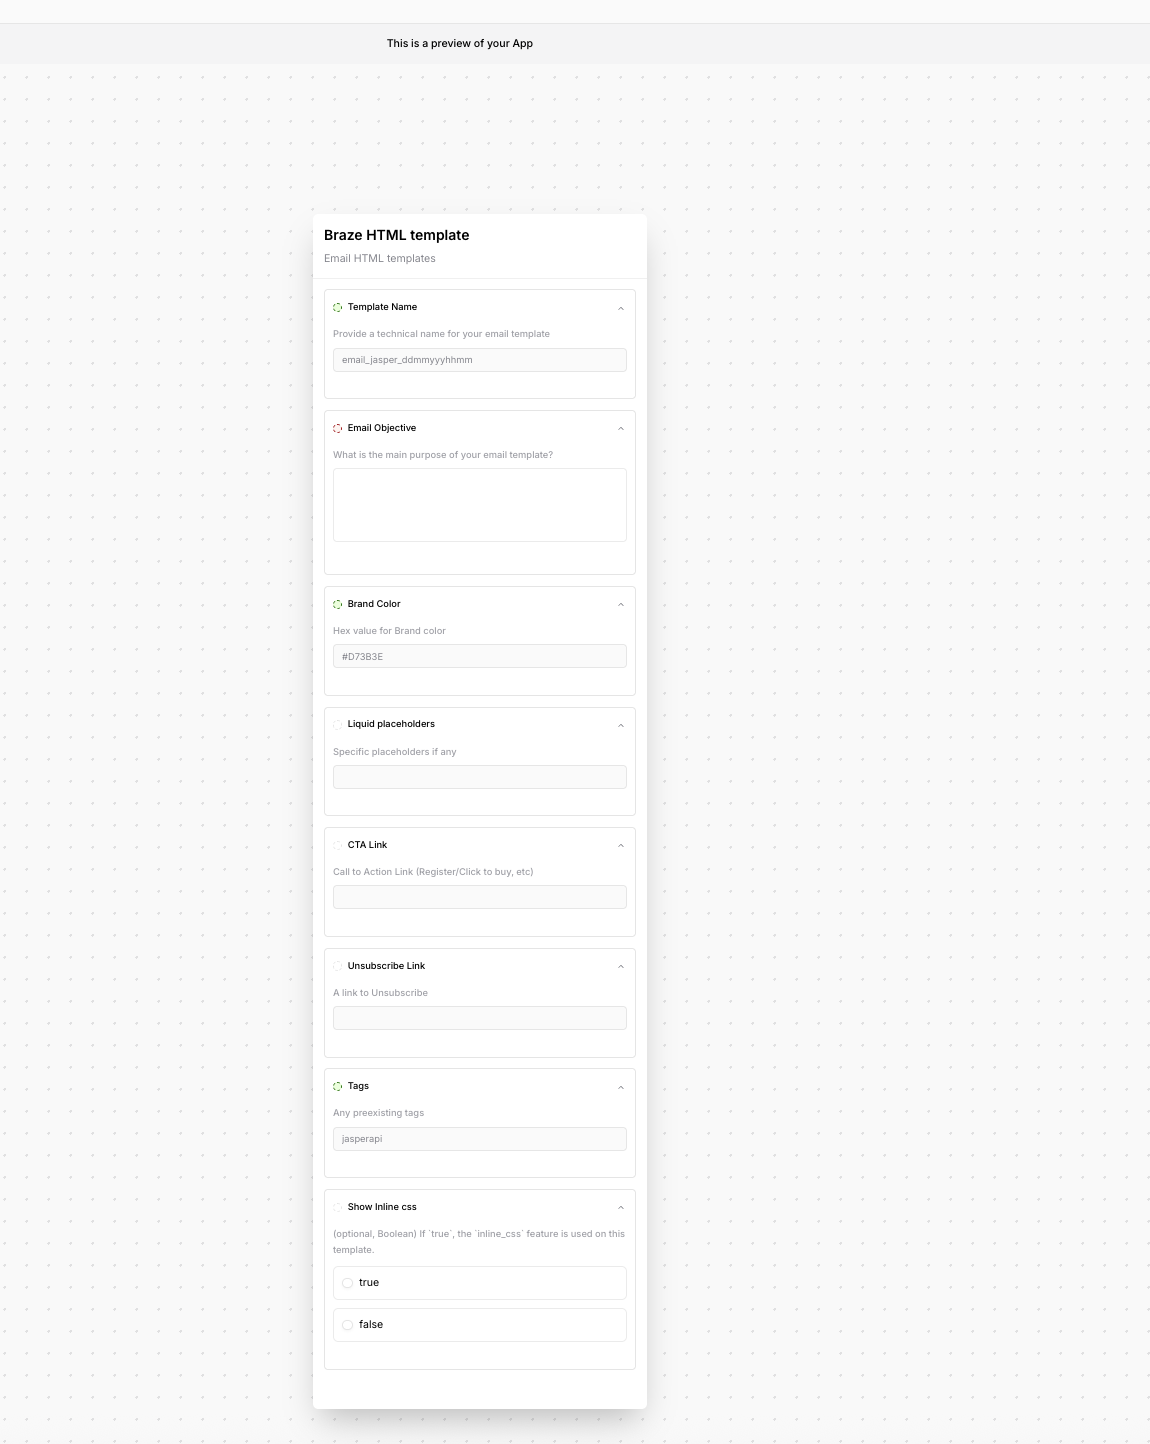 This is a preview of your App
Braze HTML template
Email HTML templates
Template Name
Provide a technical name for your email template
email_jasper_ddmmyyyhhmm
Email Objective
What is the main purpose of your email template?
Brand Color
Hex value for Brand color
#D73B3E
Liquid placeholders
Specific placeholders if any
CTA Link
Call to Action Link (Register/Click to buy, etc)
Unsubscribe Link
A link to Unsubscribe
Tags
Any preexisting tags
jasperapi
Show Inline css
(optional, Boolean) If `true`, the `inline_css` feature is used on this
template.
true
false